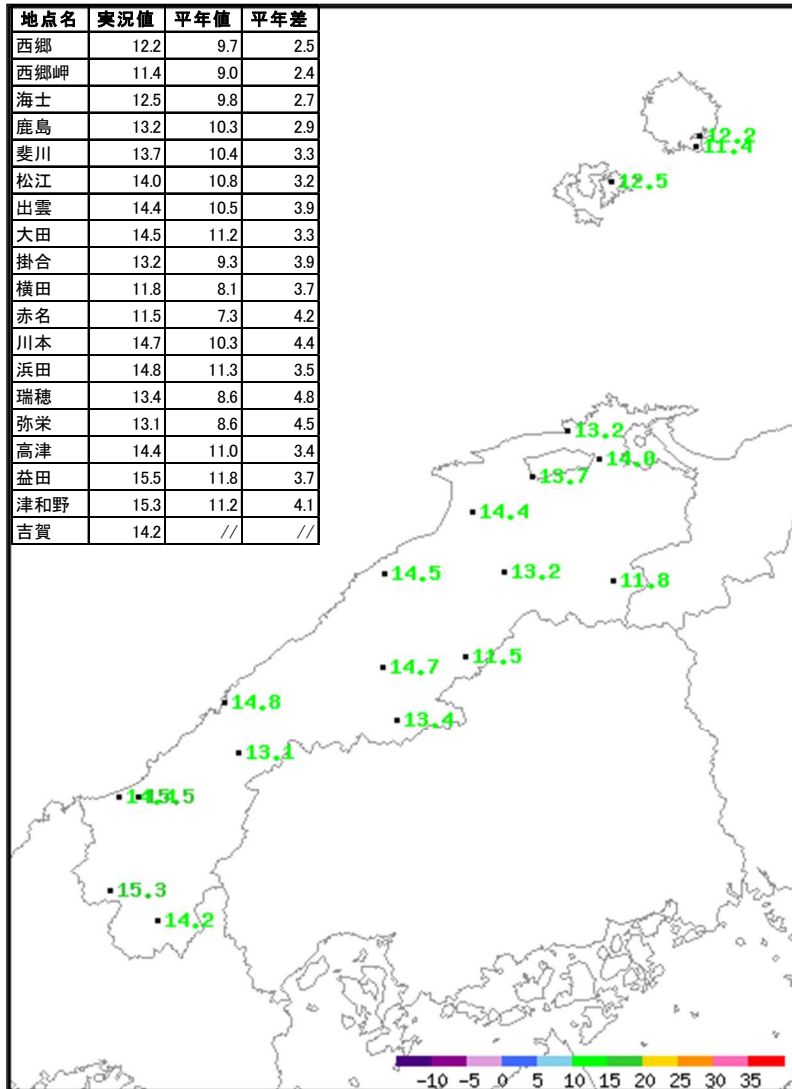 地点名 実況値 平年値 平年差
西郷 12.2 9.7 2.5
西郷岬 11.4 9.0 2.4
海士 12.5 9.8 2.7
鹿島 13.2 10.3 2.9
斐川 13.7 10.4 3.3
松江 14.0 10.8 3.2
出雲 14.4 10.5 3.9
大田 14.5 11.2 3.3
掛合 13.2 9.3 3.9
横田 11.8 8.1 3.7
赤名 11.5 7.3 4.2
川本 14.7 10.3 4.4
浜田 14.8 11.3 3.5
瑞穂 13.4 8.6 4.8
弥栄 13.1 8.6 4.5
高津 14.4 11.0 3.4
益田 15.5 11.8 3.7
津和野 15.3 11.2 4.1
吉賀 14.2 // //
12.2
11.4
12.5
13.2
14.0
13.7
14.4
14.5 13.2 11.8
11.5
14.7
14.8
13.4
13.1
14.4 15.5
15.3
14.2
-10 -5 0 5 10 15 20 25 30 35